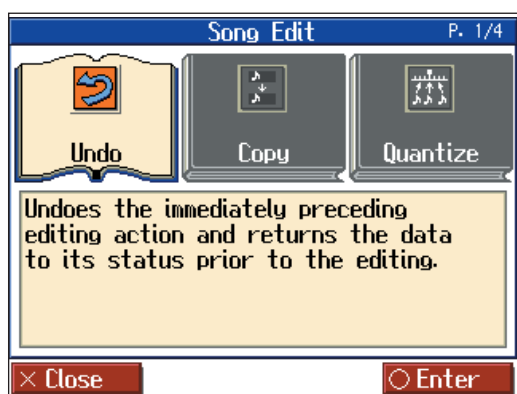 Song Edit P. 1/4
Undo Copy Quantize
Undoes the immediately preceding
editing action and returns the data
to its status prior to the editing.
× Close ○ Enter